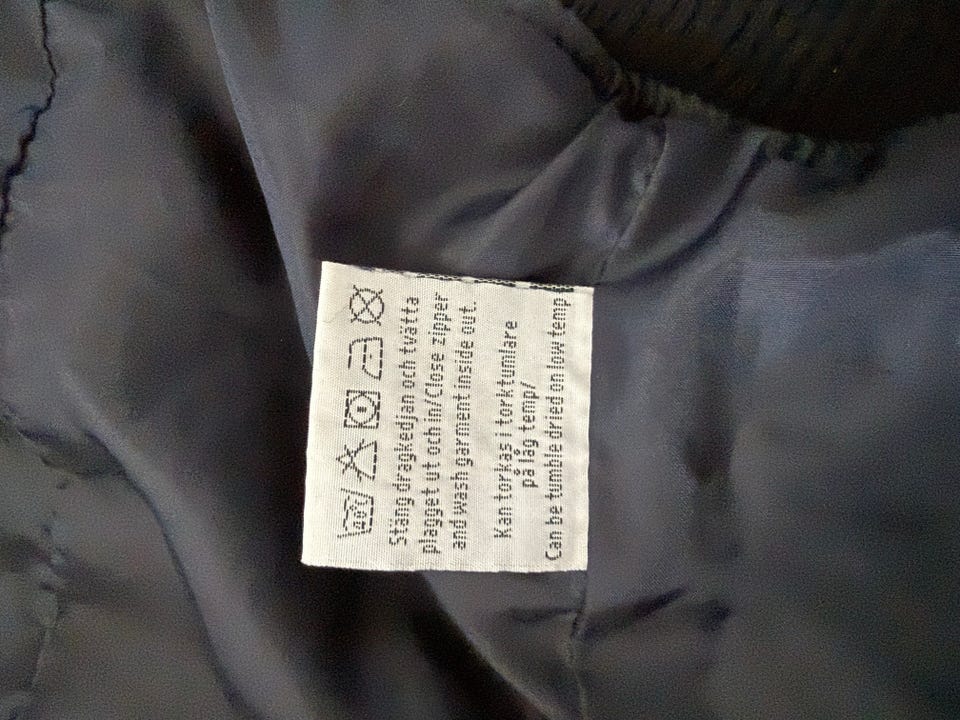 Stäng dragkedjan och tvätta
plagget ut och in/Close zipper
and wash garment inside out.
Kan torkas i torktumlare
på låg temp/
Can be tumble dried on low temp